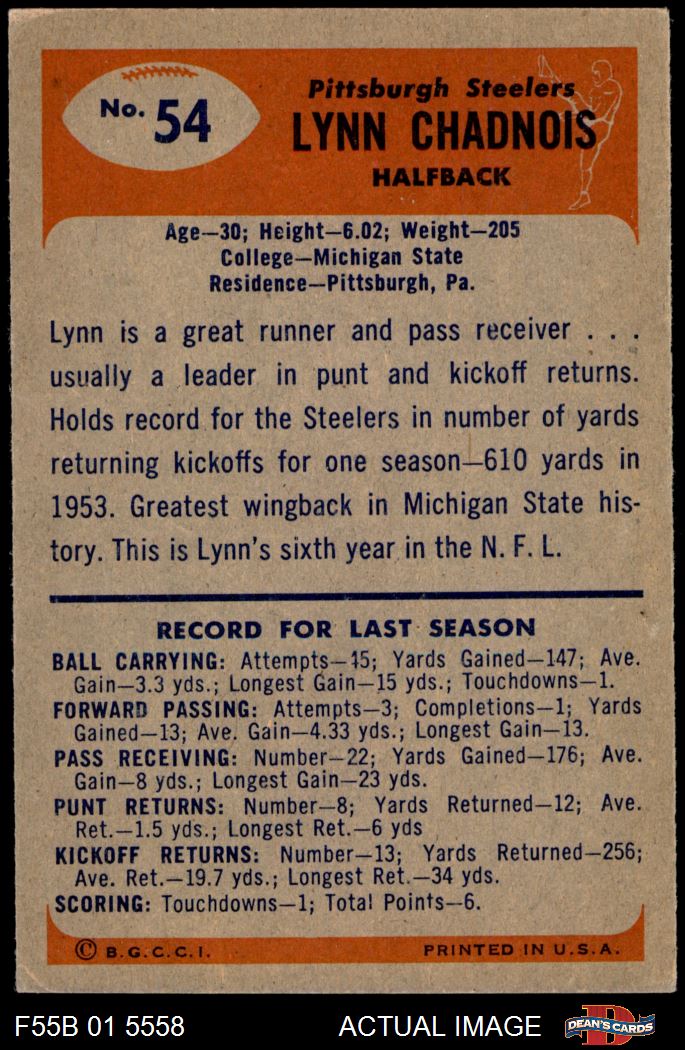 No. 54
Pittsburgh Steelers
LYNN CHADNOIS
HALFBACK
Age—30; Height—6.02; Weight—205
College—Michigan State
Residence—Pittsburgh, Pa.
Lynn is a great runner and pass receiver . . .
usually a leader in punt and kickoff returns.
Holds record for the Steelers in number of yards
returning kickoffs for one season—610 yards in
1953. Greatest wingback in Michigan State his-
tory. This is Lynn's sixth year in the N. F. L.
RECORD FOR LAST SEASON
BALL CARRYING: Attempts—45; Yards Gained—147; Ave.
Gain—3.3 yds.; Longest Gain—15 yds.; Touchdowns—1.
FORWARD PASSING: Attempts—3; Completions—1; Yards
Gained—13; Ave. Gain—4.33 yds.; Longest Gain—13.
PASS RECEIVING: Number—22; Yards Gained—176; Ave.
Gain—8 yds.; Longest Gain—23 yds.
PUNT RETURNS: Number—8; Yards Returned—12; Ave.
Ret.—1.5 yds.; Longest Ret.—6 yds
KICKOFF RETURNS: Number—13; Yards Returned—256;
Ave. Ret.—19.7 yds.; Longest Ret.—34 yds.
SCORING: Touchdowns—1; Total Points—6.
© B.G.C.C.I.
PRINTED IN U.S.A.
F55B 01 5558
ACTUAL IMAGE
D
DEAN'S CARDS